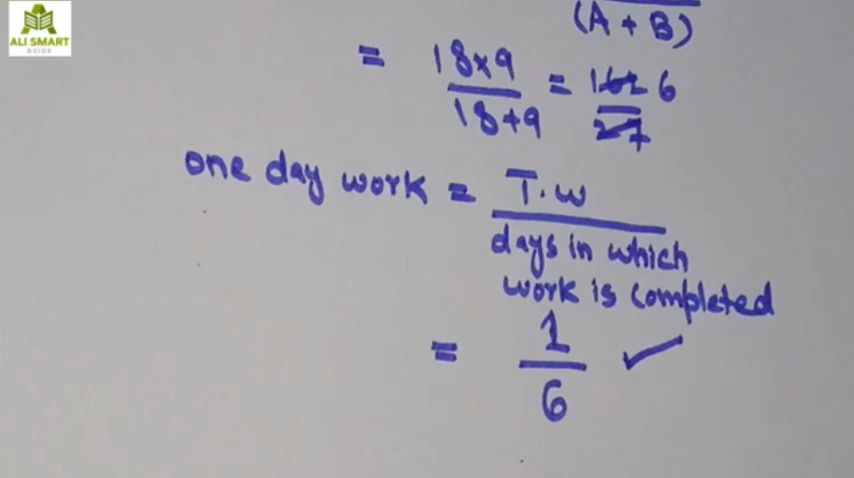 ALI SMART
GUIDE
(A + B)
= 18×9 / 18+9 = 162 / 27 6
one day work = T.W
days in which
work is completed
= 1 / 6 ✓